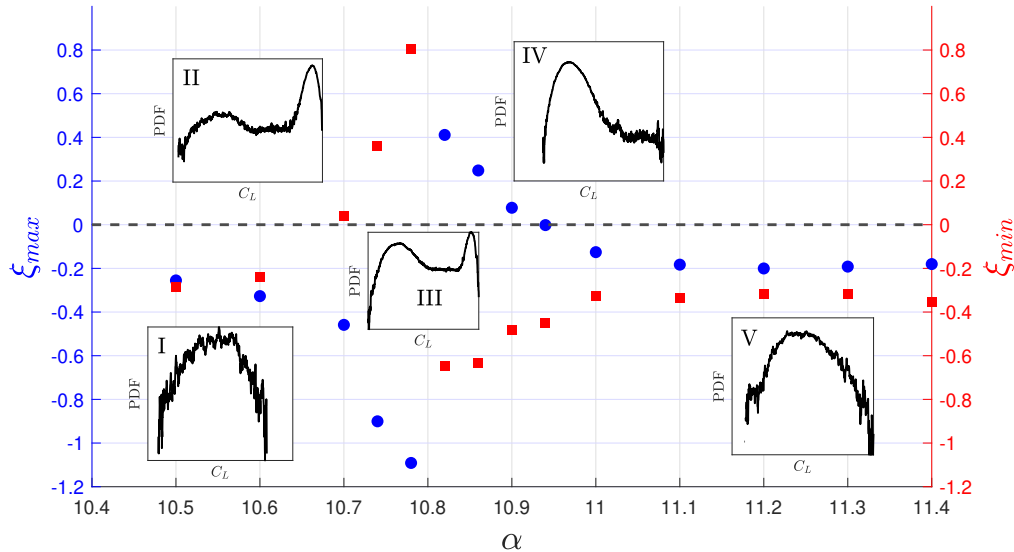 0.8
0.6
0.4
0.2
0
-0.2
-0.4
-0.6
-0.8
-1
-1.2
ξmax
0.8
0.6
0.4
0.2
0
-0.2
-0.4
-0.6
-0.8
-1
-1.2
ξmin
II
PDF
CL
IV
PDF
CL
III
PDF
CL
I
PDF
CL
V
PDF
CL
10.4 10.5 10.6 10.7 10.8 10.9 11 11.1 11.2 11.3 11.4
α